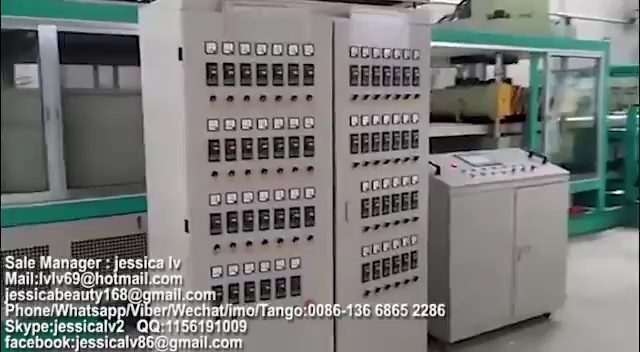 Sale Manager : jessica lv
Mail:lvlv69@hotmail.com
jessicabeauty168@gmail.com
Phone/Whatsapp/Viber/Wechat/imo/Tango:0086-136 6865 2286
Skype:jessicalv2 QQ:1156191009
facebook:jessicalv86@gmail.com